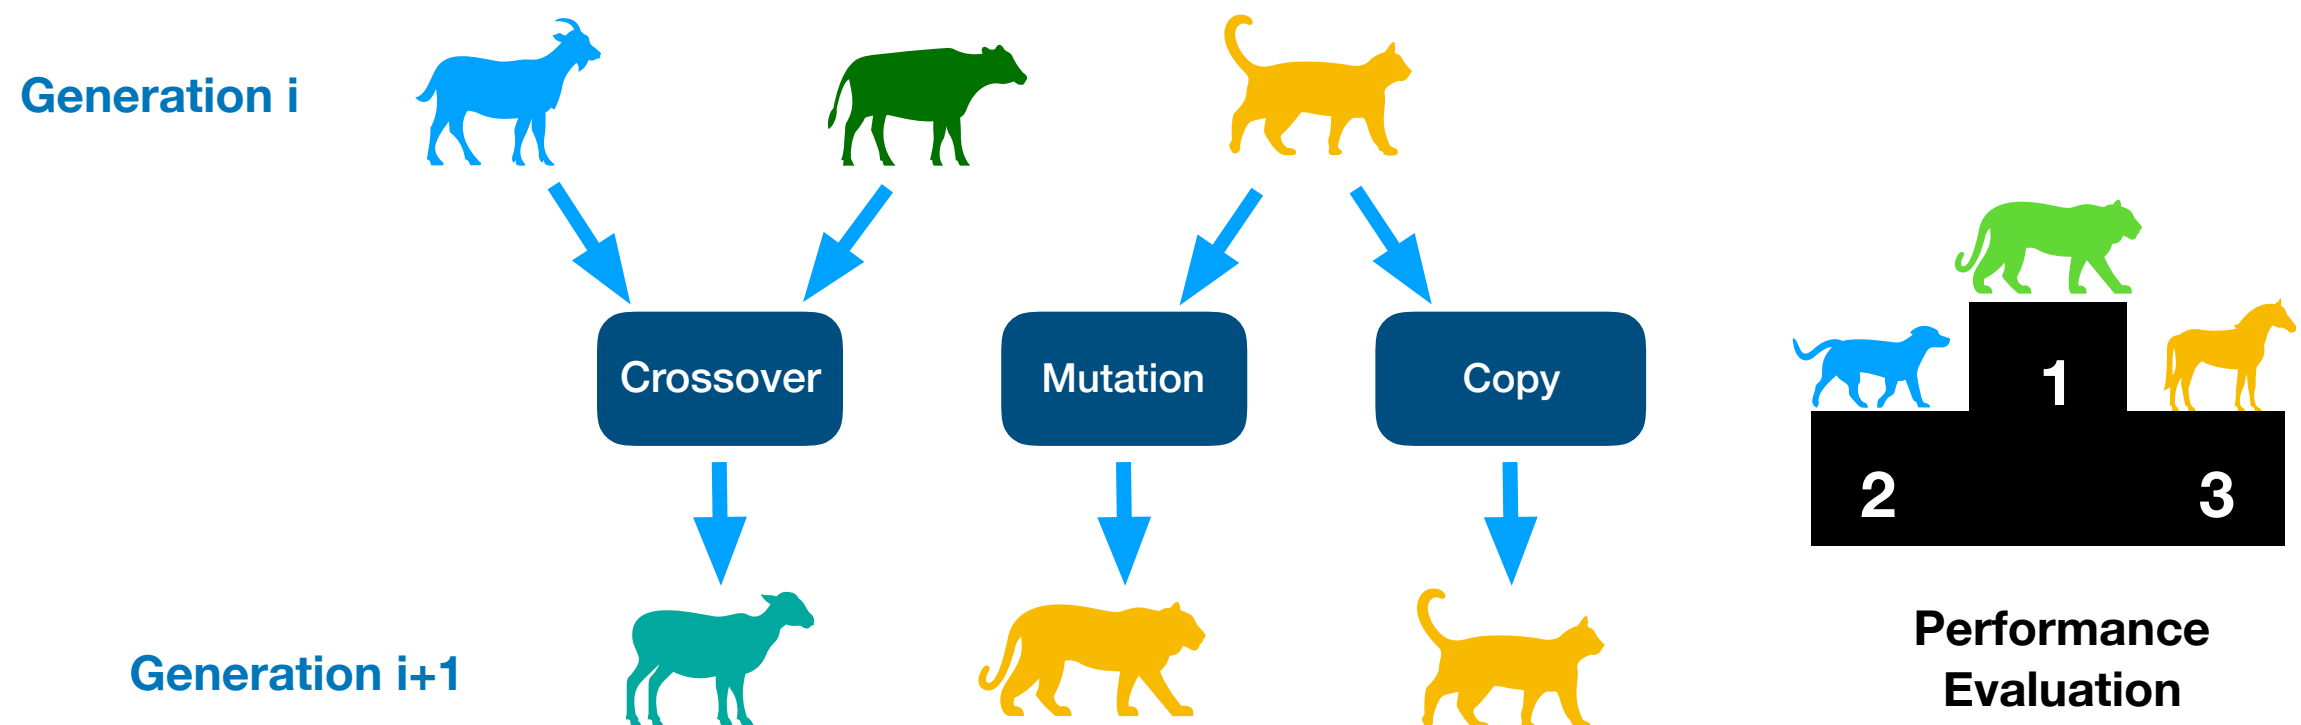 Generation i
Crossover
Mutation
Copy
1
2
3
Generation i+1
Performance
Evaluation